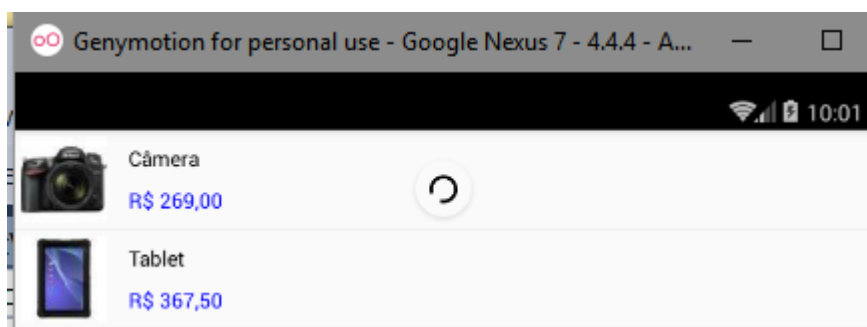 Genymotion for personal use - Google Nexus 7 - 4.4.4 - A...
10:01
Câmera
R$ 269,00
Tablet
R$ 367,50